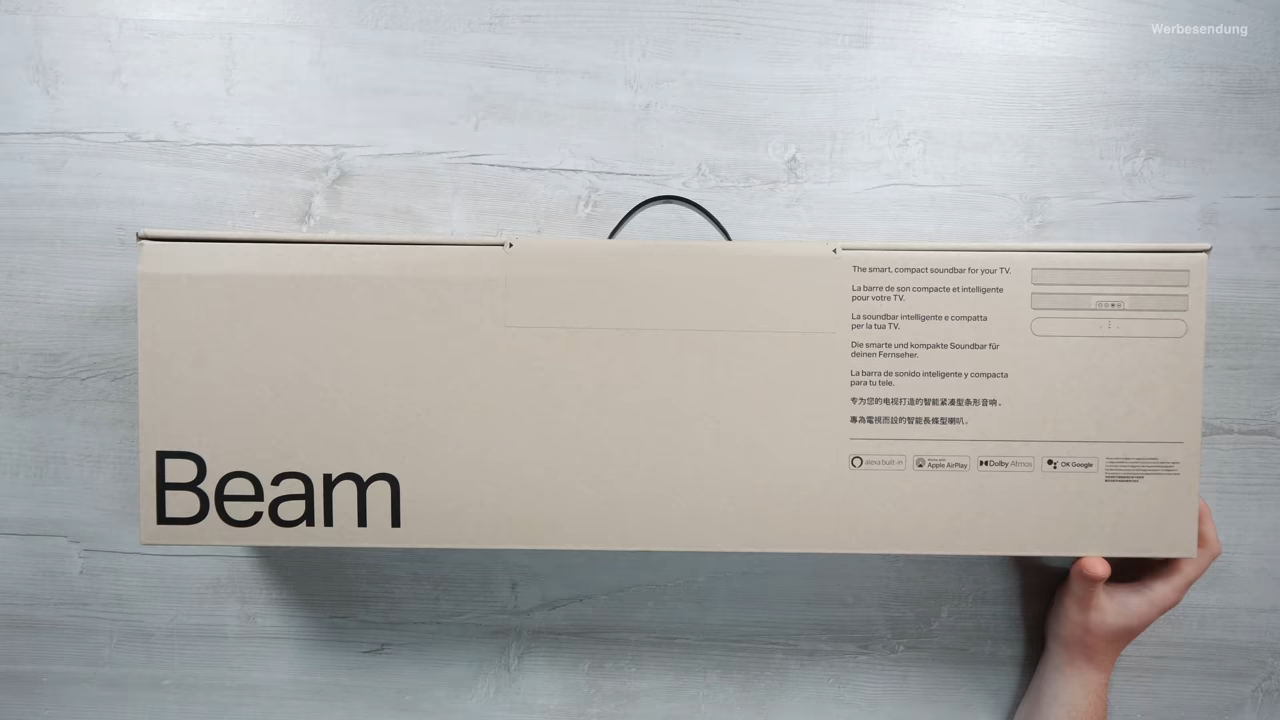 Werbesendung
The smart, compact soundbar for your TV.
La barre de son compacte et intelligente
pour votre TV.
La soundbar intelligente e compatta
per la tua TV.
Die smarte und kompakte Soundbar für
deinen Fernseher.
La barra de sonido inteligente y compacta
para tu tele.
专为您的电视打造的智能紧凑型条形音响。
專為電視而設的智能長條型喇叭。
alexa built-in
Works with
Apple AirPlay
Dolby Atmos
OK Google
Beam